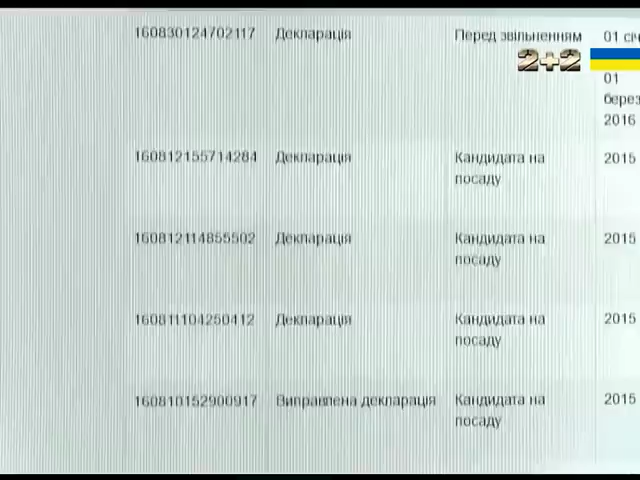 160830124702117 Декларація Перед звільненням 01 січ
2+2
01
берез
2016
160812155714284 Декларація Кандидата на 2015
посаду
160812114855502 Декларація Кандидата на 2015
посаду
160811104250412 Декларація Кандидата на 2015
посаду
160810152900917 Виправлена декларація Кандидата на 2015
посаду